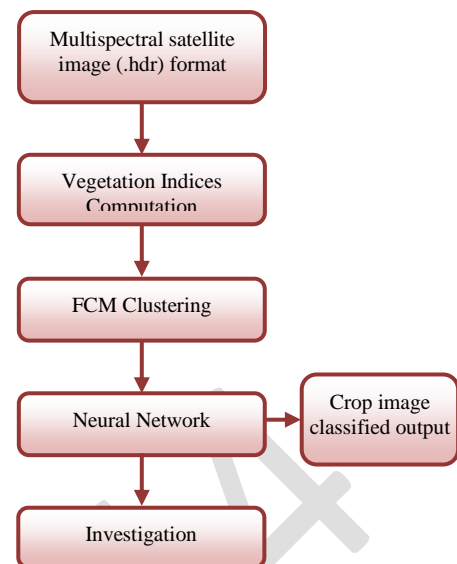 Multispectral satellite
image (.hdr) format
Vegetation Indices
Computation
FCM Clustering
Neural Network
Crop image
classified output
Investigation